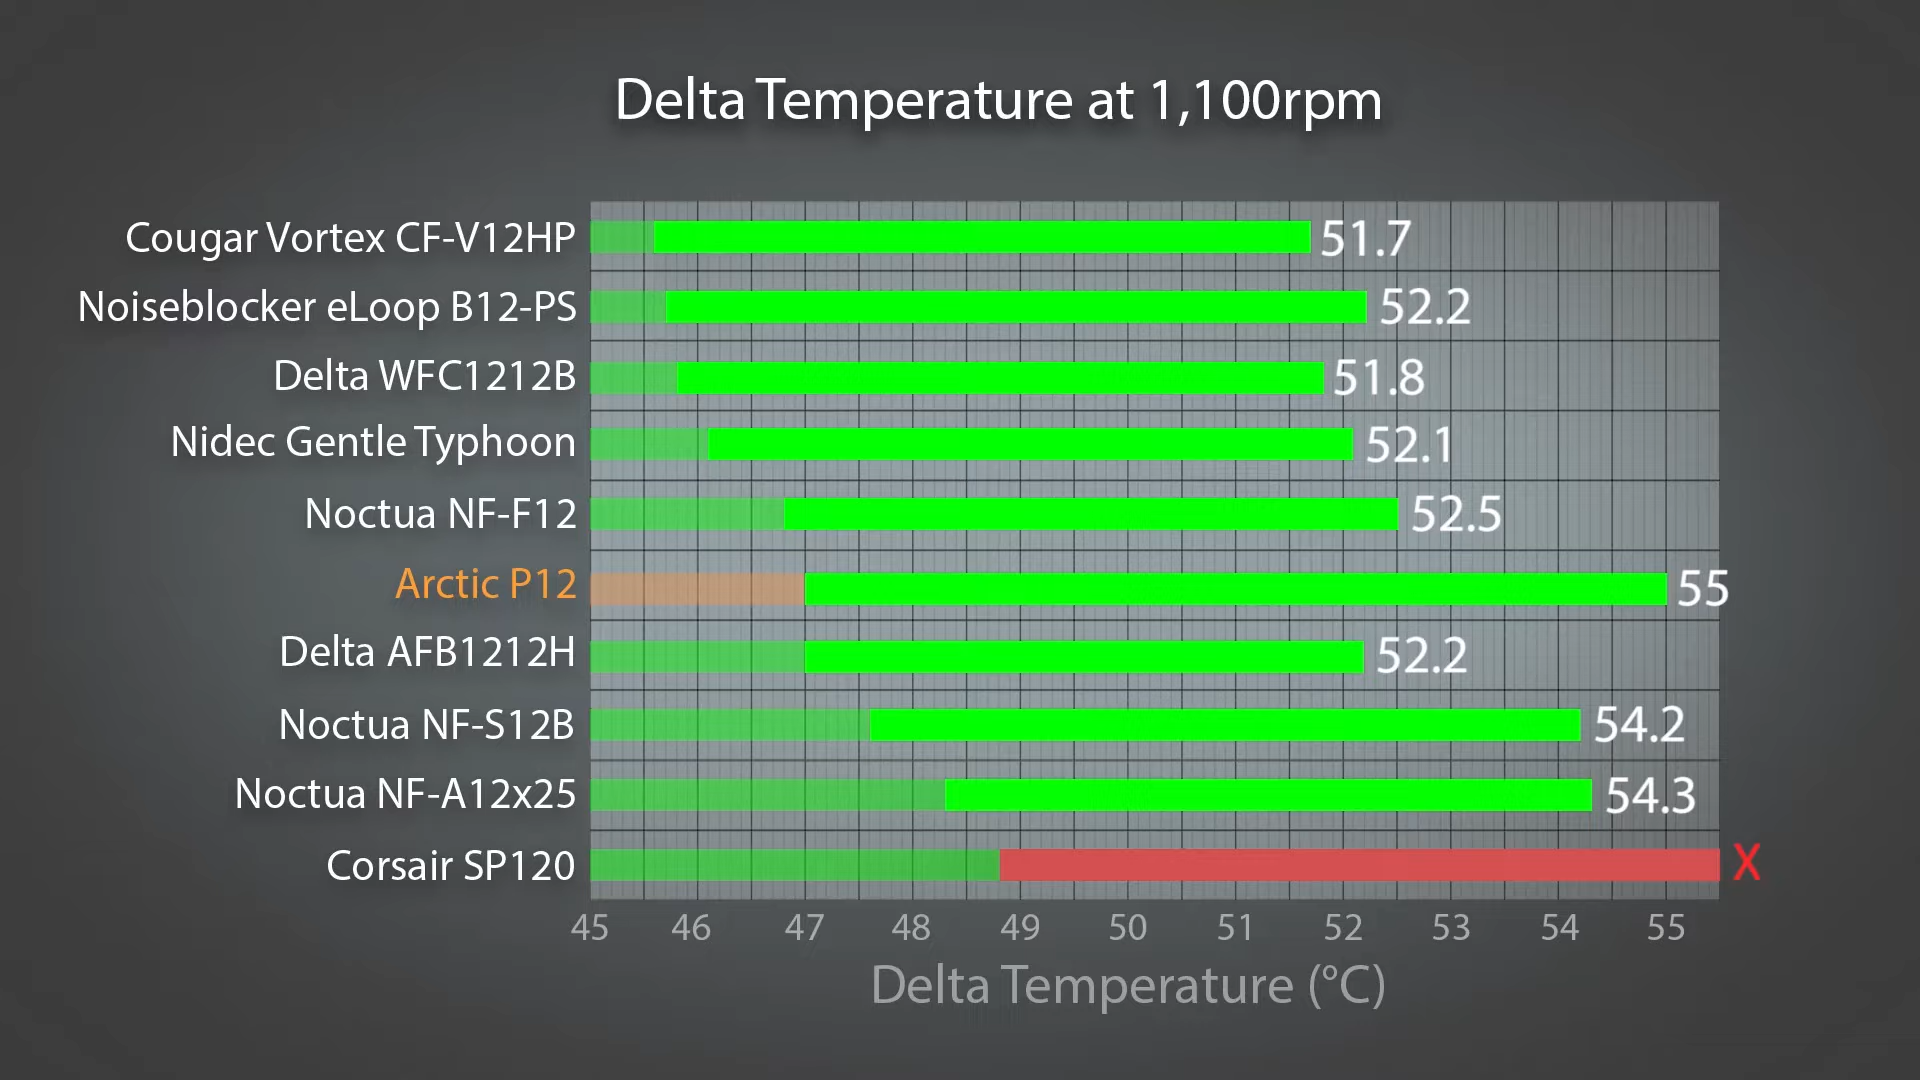 Delta Temperature at 1,100rpm
Cougar Vortex CF-V12HP 51.7
Noiseblocker eLoop B12-PS 52.2
Delta WFC1212B 51.8
Nidec Gentle Typhoon 52.1
Noctua NF-F12 52.5
Arctic P12 55
Delta AFB1212H 52.2
Noctua NF-S12B 54.2
Noctua NF-A12x25 54.3
Corsair SP120 X
45 46 47 48 49 50 51 52 53 54 55
Delta Temperature (°C)